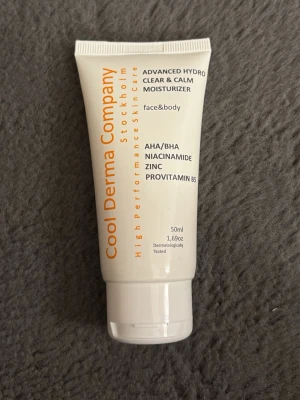 Cool Derma Company
Stockholm
High Performance Skin Care
ADVANCED HYDRO
CLEAR & CALM
MOISTURIZER
face&body
AHA/BHA
NIACINAMIDE
ZINC
PROVITAMIN B5
50ml
1,69oz
Dermatologically
Tested